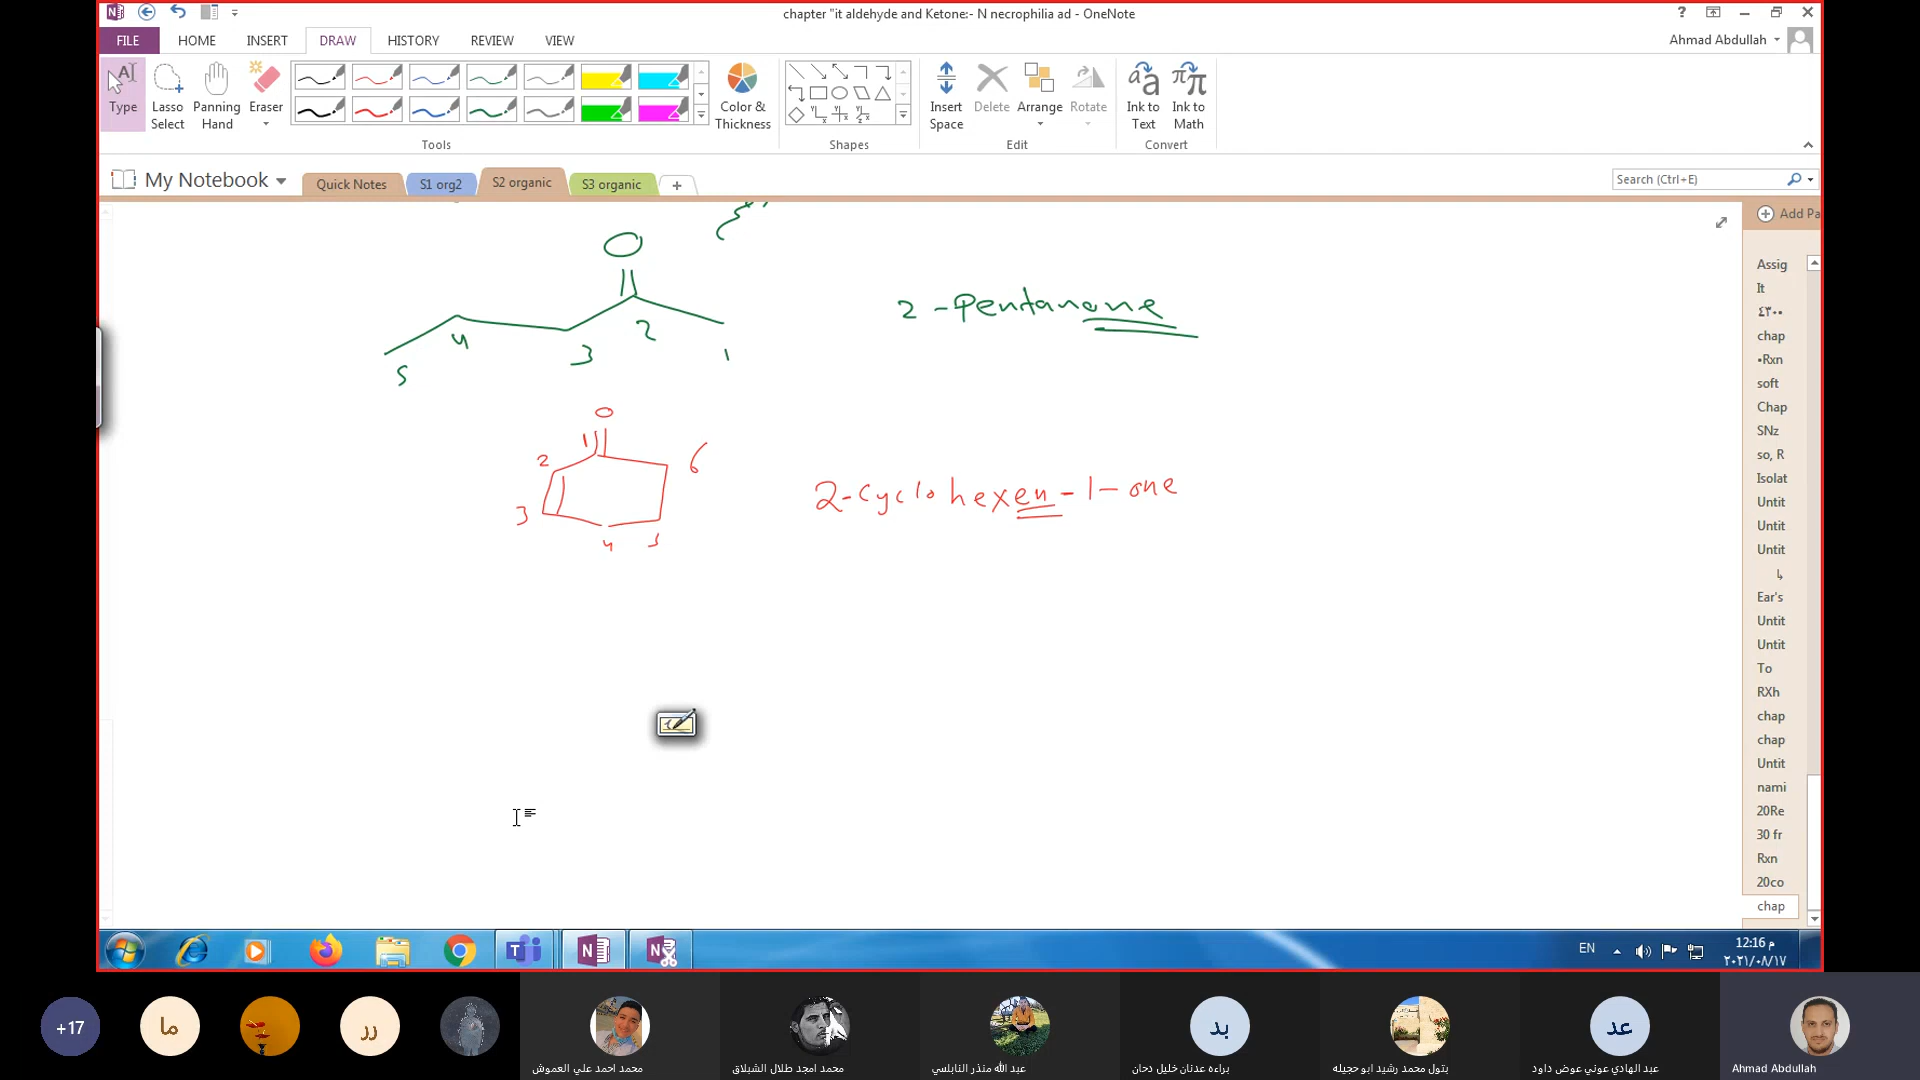 chapter "it aldehyde and Ketone:- N necrophilia ad - OneNote
FILE HOME INSERT DRAW HISTORY REVIEW VIEW
Ahmad Abdullah
Type
Lasso Select
Panning Hand
Eraser
Color & Thickness
Insert Space
Delete
Arrange
Rotate
Ink to Text
Ink to Math
Tools
Shapes
Edit
Convert
My Notebook
Quick Notes
S1 org2
S2 organic
S3 organic
Search (Ctrl+E)
Add Pa
O
5 4 3 2 1
2 - Pentanone
O
1 2 3 4 5 6
2-Cyclohexen-1-one
Assig
It
٤٣٠٠
chap
•Rxn
soft
Chap
SNz
so, R
Isolat
Untit
Untit
Untit
Ear's
Untit
Untit
To
RXh
chap
chap
Untit
nami
20Re
30 fr
Rxn
20co
chap
EN
12:16 م
٢٠٢١/٠٨/١٧
+17
ما
رر
بد
عد
محمد احمد علي العموش
محمد امجد طلال الشبلاق
عبد الله منذر النابلسي
براءه عدنان خليل دحان
بتول محمد رشيد ابو حجيله
عبد الهادي عوني عوض داود
Ahmad Abdullah